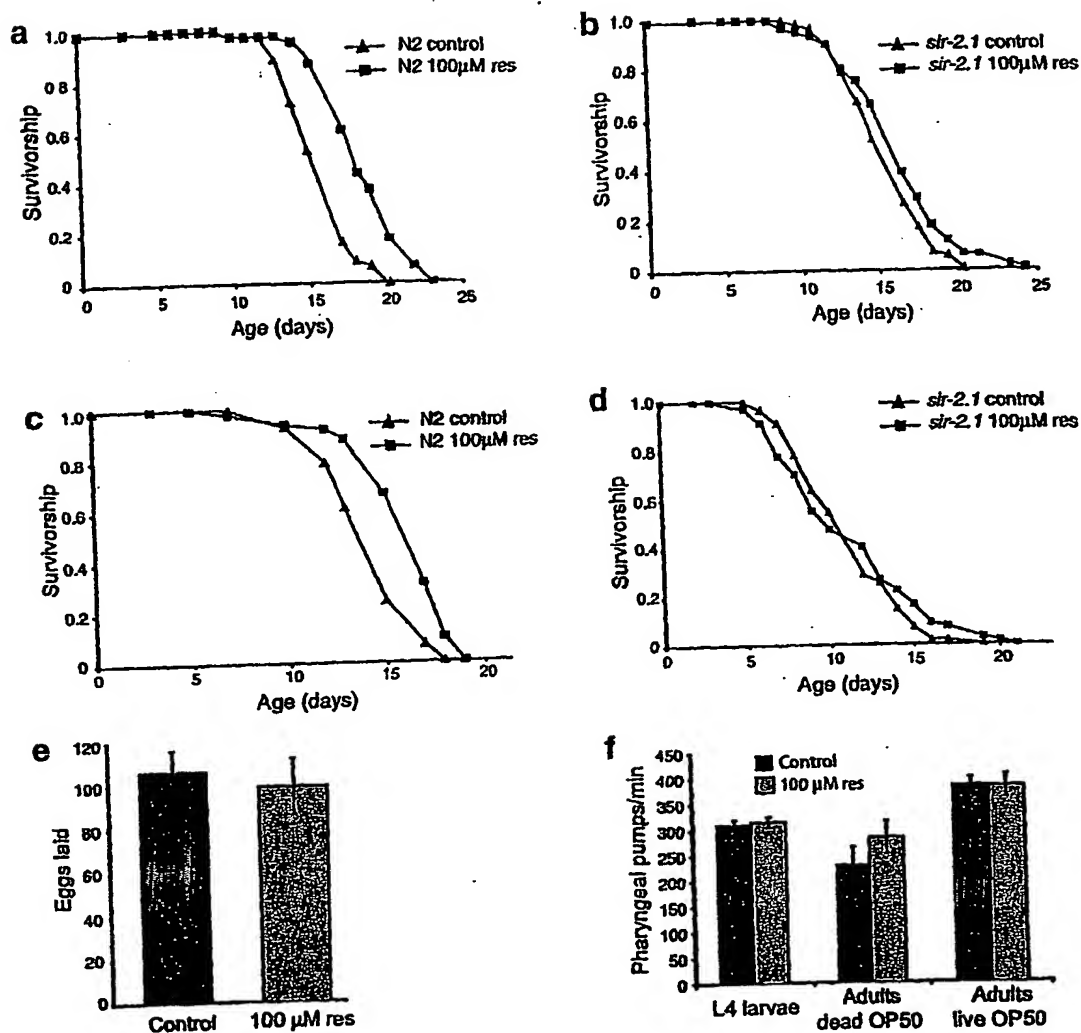 a
N2 control
N2 100µM res
1.0
0.8
0.6
0.4
0.2
0
Survivorship
0 5 10 15 20 25
Age (days)
b
sir-2.1 control
sir-2.1 100µM res
1.0
0.8
0.6
0.4
0.2
0
Survivorship
0 5 10 15 20 25
Age (days)
c
N2 control
N2 100µM res
1.0
0.8
0.6
0.4
0.2
0
Survivorship
0 5 10 15 20
Age (days)
d
sir-2.1 control
sir-2.1 100µM res
1.0
0.8
0.6
0.4
0.2
0
Survivorship
0 5 10 15 20
Age (days)
e
120
100
80
60
40
20
0
Eggs laid
Control 100 µM res
f
Control
100 µM res
450
400
350
300
250
200
150
100
50
0
Pharyngeal pumps/min
L4 larvae
Adults
dead OP50
Adults
live OP50